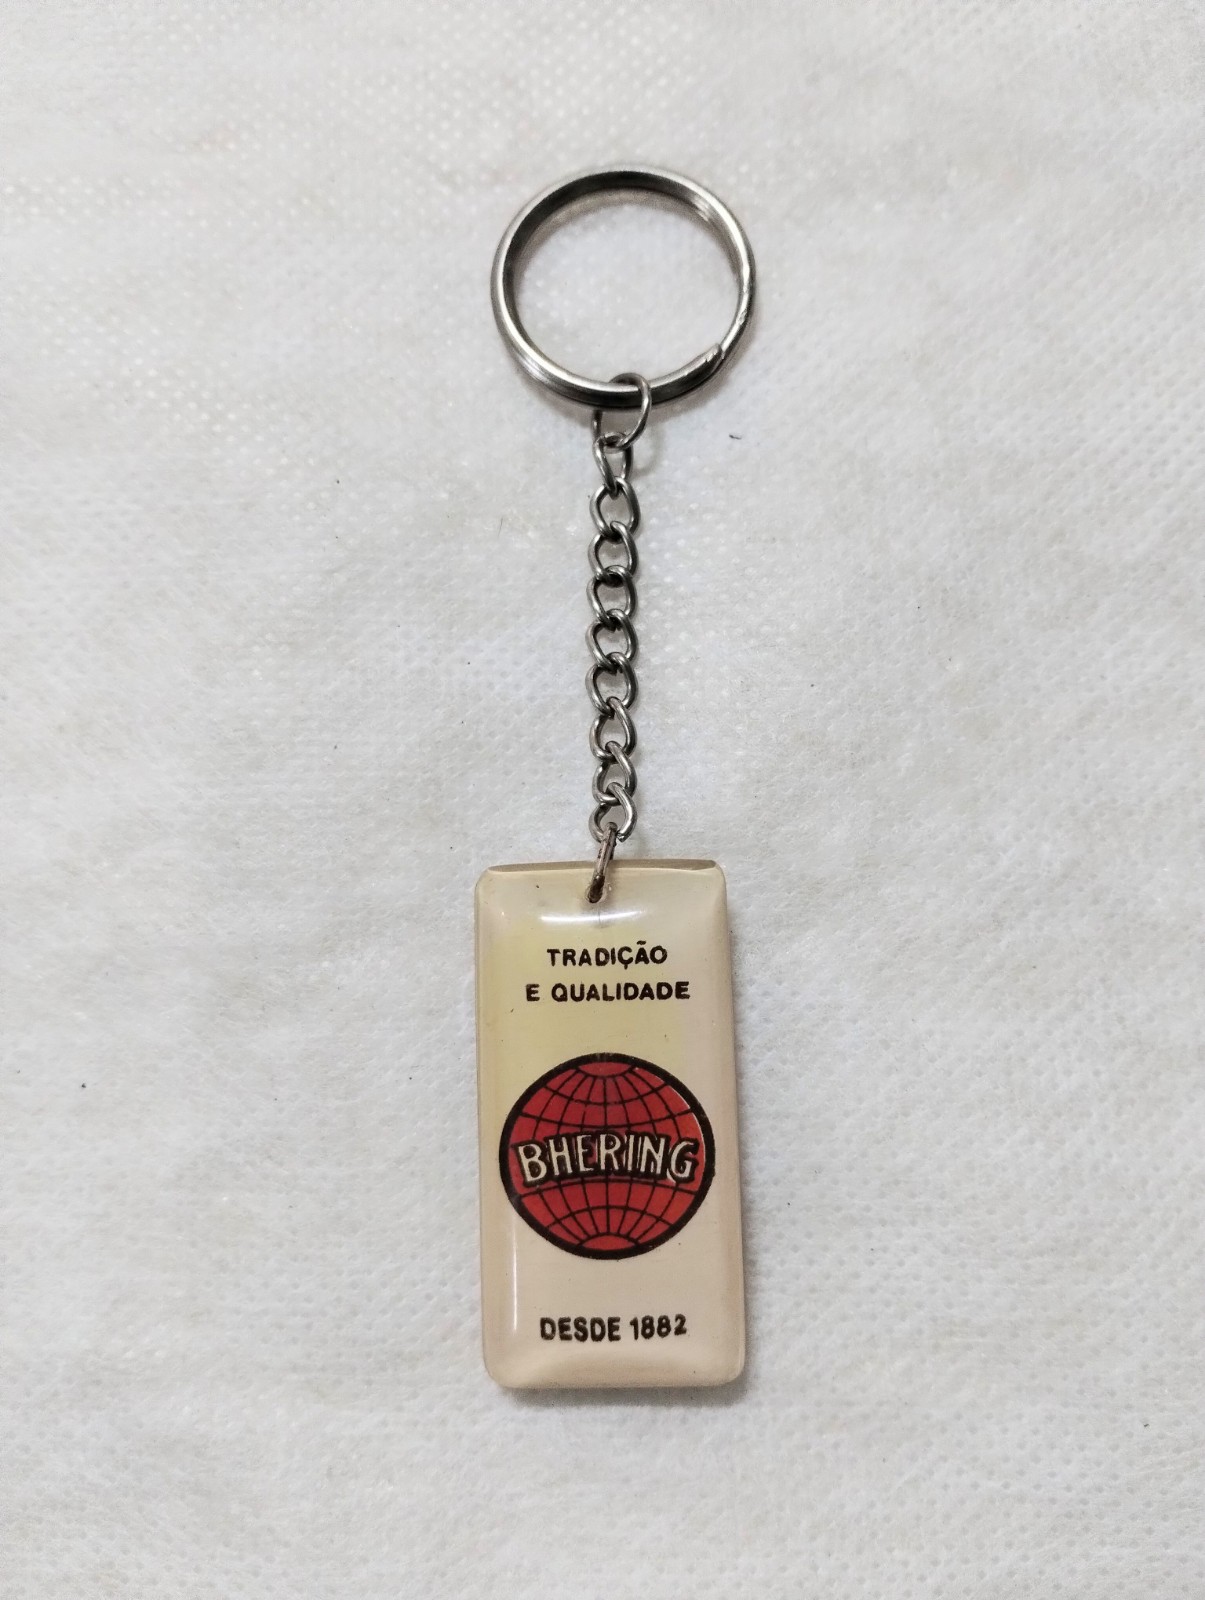 TRADIÇÃO
E QUALIDADE
BHERING
DESDE 1882